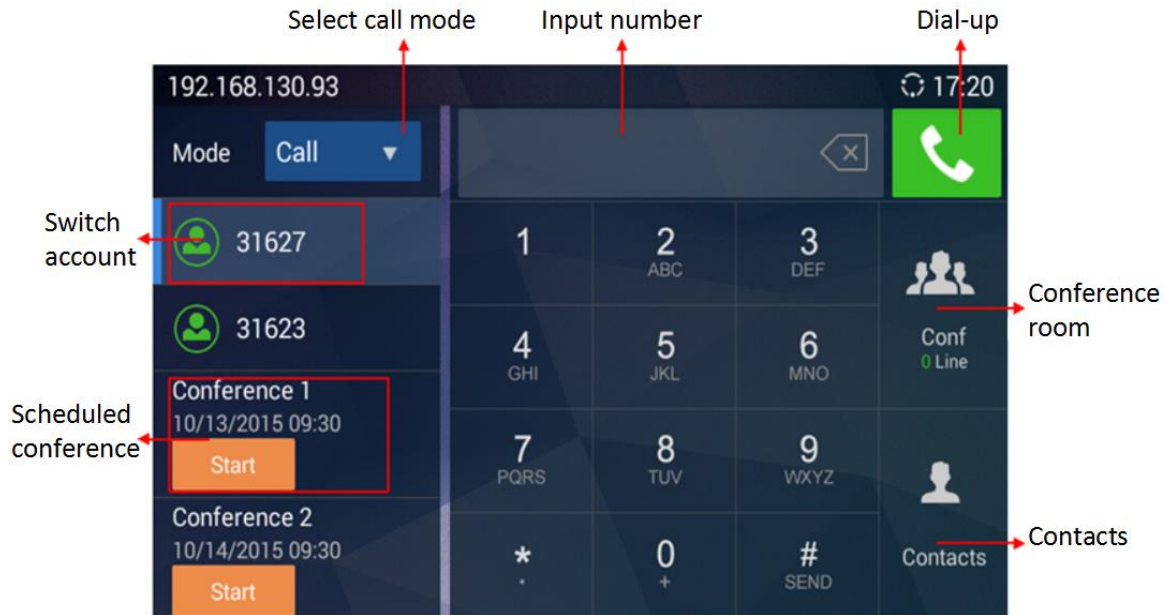 Select call mode
Input number
Dial-up
192.168.130.93
17:20
Mode
Call
Switch
account
31627
31623
Conference 1
10/13/2015 09:30
Start
Scheduled
conference
Conference 2
10/14/2015 09:30
Start
1
2
ABC
3
DEF
4
GHI
5
JKL
6
MNO
7
PQRS
8
TUV
9
WXYZ
*
.
0
+
#
SEND
Conf
0 Line
Conference
room
Contacts
Contacts